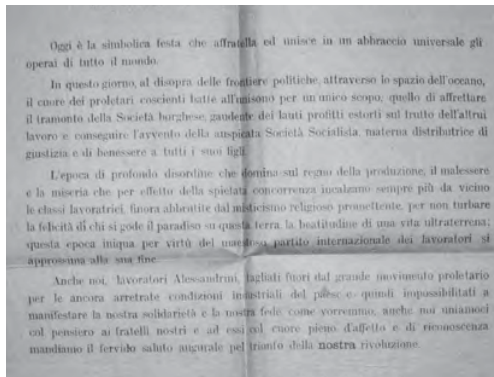 Oggi è la simbolica festa che affratella ed unisce in un abbraccio universale gli
operai di tutto il mondo.
In questo giorno, al disopra delle frontiere politiche, attraverso lo spazio dell'oceano,
il cuore dei proletari coscienti batte all'unisono per un unico scopo, quello di affrettare
il tramonto della Società borghese, gaudente dei lauti profitti estorti sul frutto dell'altrui
lavoro e conseguire l'avvento della auspicata Società Socialista, materna distributrice di
giustizia e di benessere a tutti i suoi figli.
L'epoca di profondo disordine che domina sul regno della produzione, il malessere
e la miseria che per effetto della spietata concorrenza incalzano sempre più da vicino
le classi lavoratrici, finora abbrutite dal misticismo religioso promettente, per non turbare
la felicità di chi si gode il paradiso su questa terra, la beatitudine di una vita ultraterrena;
questa epoca iniqua per virtù del maestoso partito internazionale dei lavoratori si
approssima alla sua fine.
Anche noi, lavoratori Alessandrini, tagliati fuori dal grande movimento proletario
per le ancora arretrate condizioni industriali del paese e quindi impossibilitati a
manifestare la nostra solidarietà e la nostra fede come vorremmo, anche noi uniamoci
col pensiero ai fratelli nostri e ad essi col cuore pieno d'affetto e di riconoscenza
mandiamo il fervido saluto augurale pel trionfo della nostra rivoluzione.